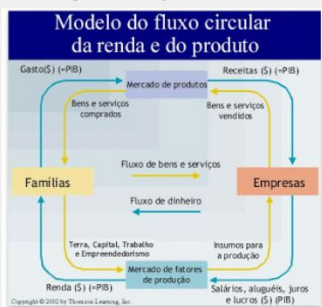 Modelo do fluxo circular
da renda e do produto
Gasto($) (=PIB)
Receitas ($) (=PIB)
Mercado de produtos
Bens e serviços
comprados
Bens e serviços
vendidos
Fluxo de bens e serviços
Famílias
Empresas
Fluxo de dinheiro
Terra, Capital, Trabalho
e Empreendedorismo
Insumos para
a produção
Mercado de fatores
de produção
Renda ($) (=PIB)
Salários, aluguéis, juros
e lucros ($) (PIB)
Copyright © 2002 by Thomson Learning, Inc.